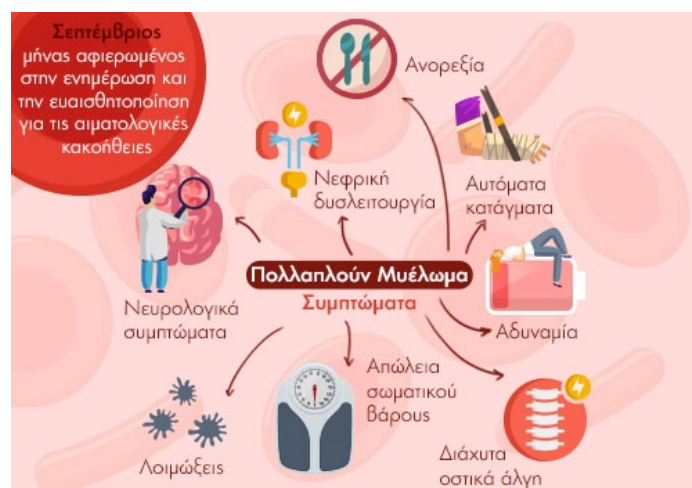 Σεπτέμβριος
μήνας αφιερωμένος
στην ενημέρωση και
την ευαισθητοποίηση
για τις αιματολογικές
κακοήθειες
Ανορεξία
Νεφρική
δυσλειτουργία
Αυτόματα
κατάγματα
Πολλαπλούν Μυέλωμα
Συμπτώματα
Νευρολογικά
συμπτώματα
Αδυναμία
Απώλεια
σωματικού
βάρους
Λοιμώξεις
Διάχυτα
οστικά άλγη